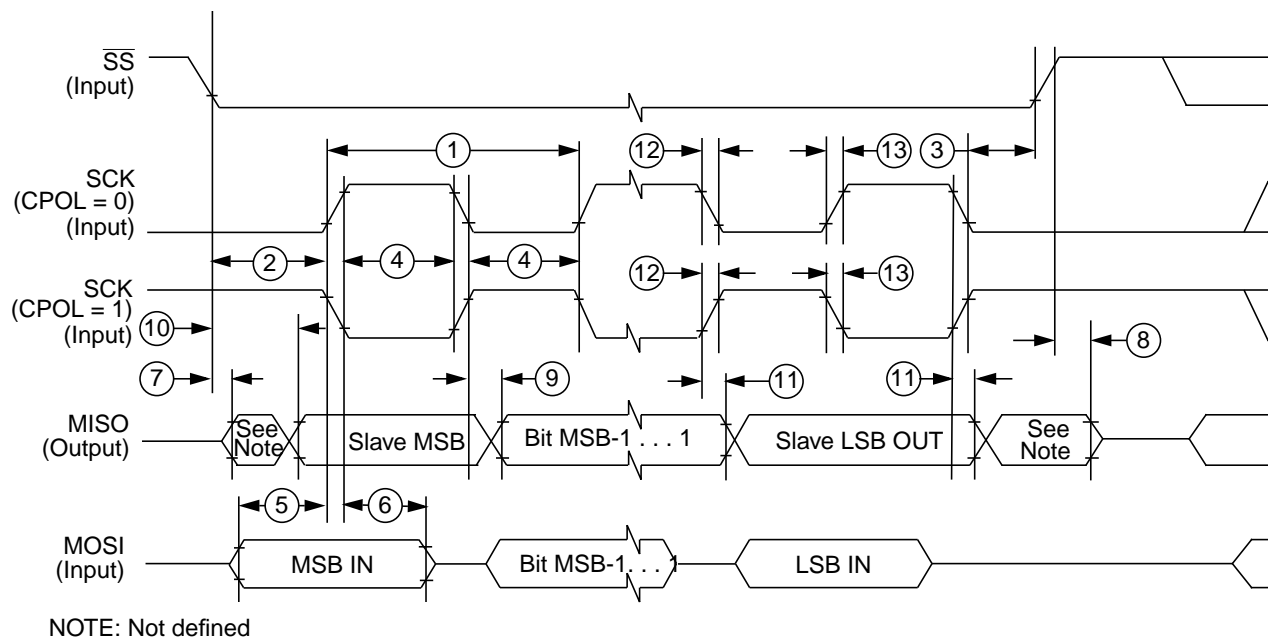 SS
(Input)
1
12
13
3
SCK
(CPOL = 0)
(Input)
2
4
4
12
13
SCK
(CPOL = 1)
(Input)
10
8
7
9
11
11
MISO
(Output)
See
Note
Slave MSB
Bit MSB-1 . . . 1
Slave LSB OUT
See
Note
5
6
MOSI
(Input)
MSB IN
Bit MSB-1. . . 1
LSB IN
NOTE: Not defined